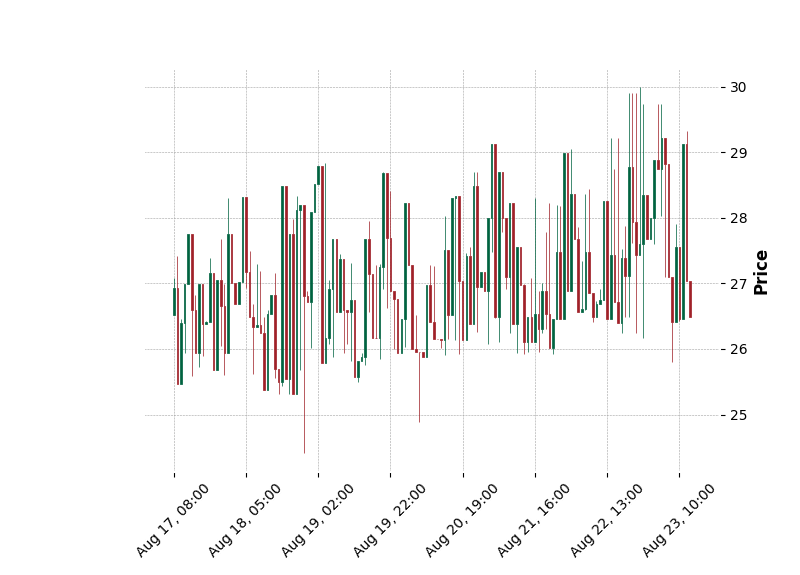 30
29
28
27
26
25
Price
Aug 17, 08:00
Aug 18, 05:00
Aug 19, 02:00
Aug 19, 22:00
Aug 20, 19:00
Aug 21, 16:00
Aug 22, 13:00
Aug 23, 10:00